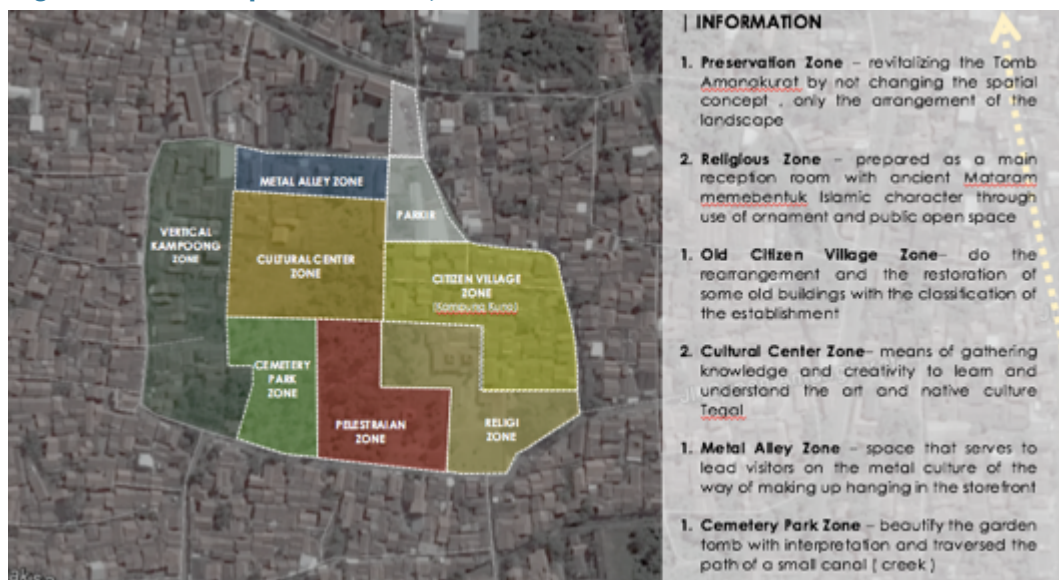 METAL ALLEY ZONE
PARKIR
VERTICAL
KAMPOONG
ZONE
CULTURAL CENTER
ZONE
CITIZEN VILLAGE
ZONE
(Kampung Kuno)
CEMETERY
PARK
ZONE
PELESTRAIAN
ZONE
RELIGI
ZONE
| INFORMATION
1. Preservation Zone – revitalizing the Tomb
Amangkurat by not changing the spatial
concept , only the arrangement of the
landscape
2. Religious Zone – prepared as a main
reception room with ancient Mataram
memebentuk Islamic character through
use of ornament and public open space
1. Old Citizen Village Zone– do the
rearrangement and the restoration of
some old buildings with the classification of
the establishment
2. Cultural Center Zone– means of gathering
knowledge and creativity to learn and
understand the art and native culture
Tegal
1. Metal Alley Zone – space that serves to
lead visitors on the metal culture of the
way of making up hanging in the storefront
1. Cemetery Park Zone – beautify the garden
tomb with interpretation and traversed the
path of a small canal ( creek )